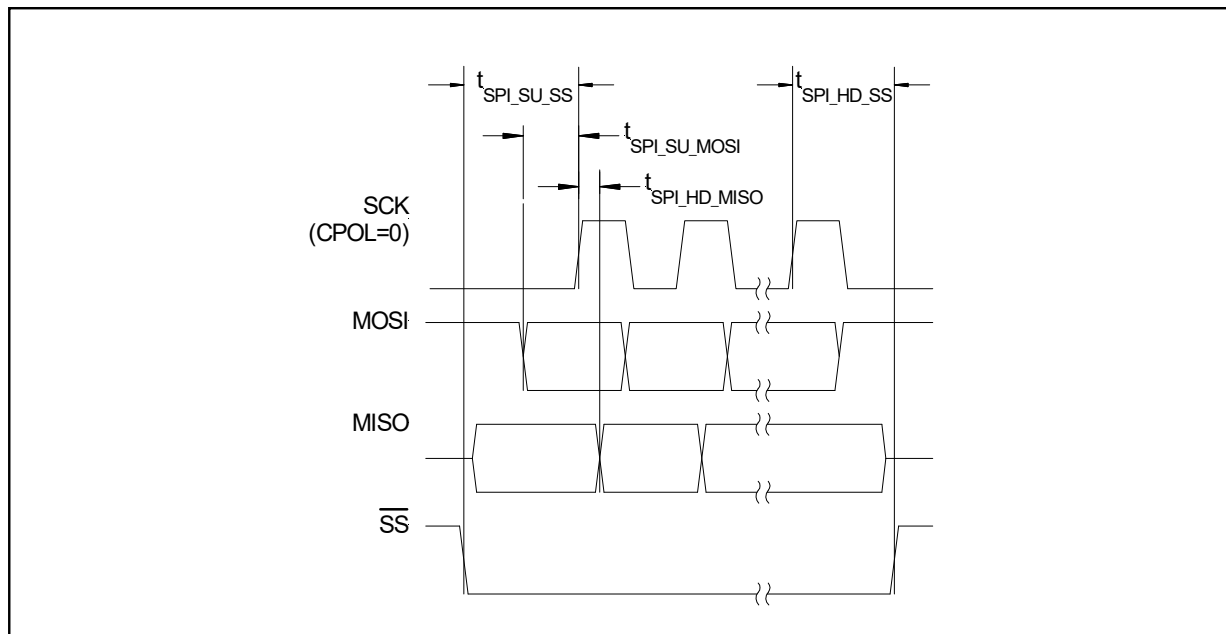 tSPI_SU_SS
tSPI_HD_SS
tSPI_SU_MOSI
tSPI_HD_MISO
SCK
(CPOL=0)
MOSI
MISO
SS